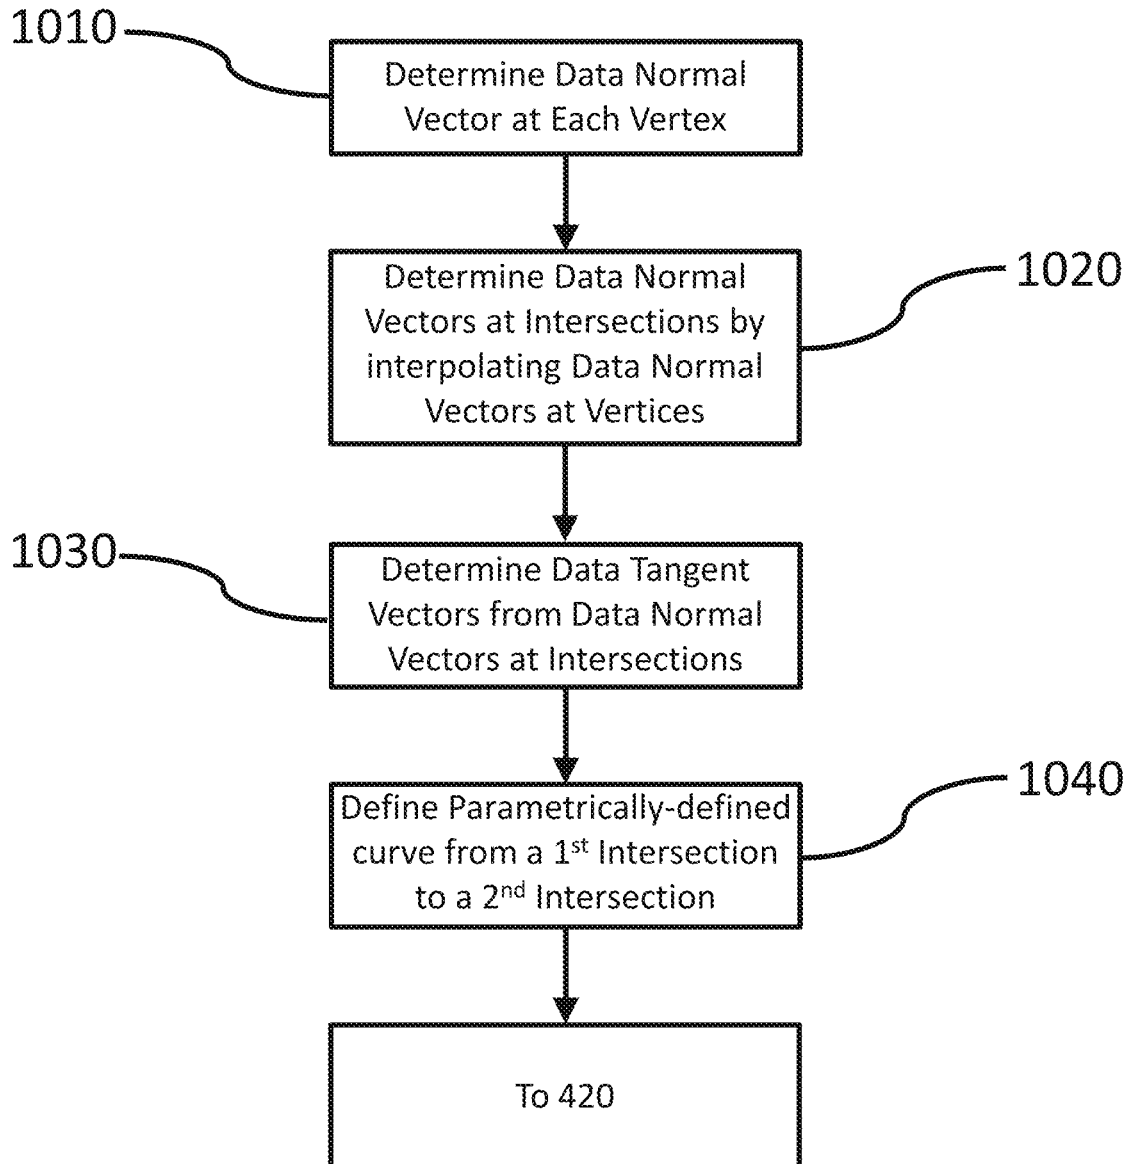 1010
Determine Data Normal
Vector at Each Vertex
Determine Data Normal
Vectors at Intersections by
interpolating Data Normal
Vectors at Vertices
1020
1030
Determine Data Tangent
Vectors from Data Normal
Vectors at Intersections
Define Parametrically-defined
curve from a 1st Intersection
to a 2nd Intersection
1040
To 420